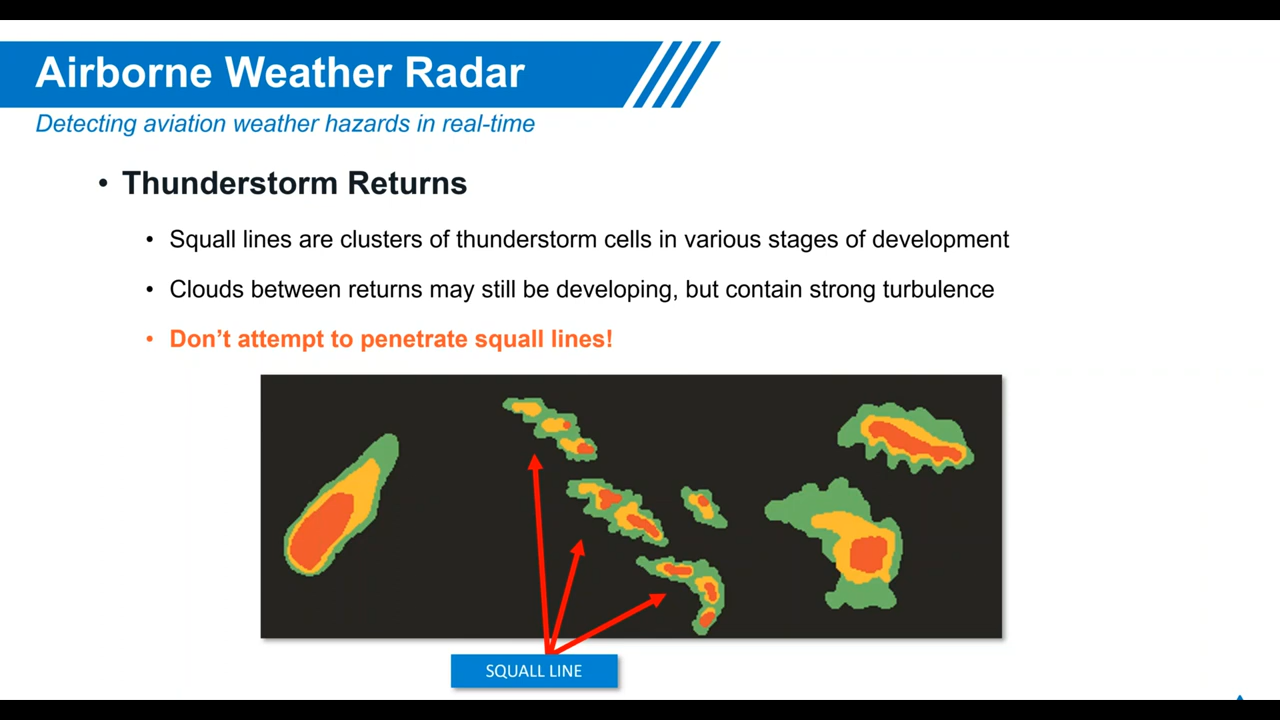 Airborne Weather Radar
Detecting aviation weather hazards in real-time
• Thunderstorm Returns
• Squall lines are clusters of thunderstorm cells in various stages of development
• Clouds between returns may still be developing, but contain strong turbulence
• Don’t attempt to penetrate squall lines!
SQUALL LINE